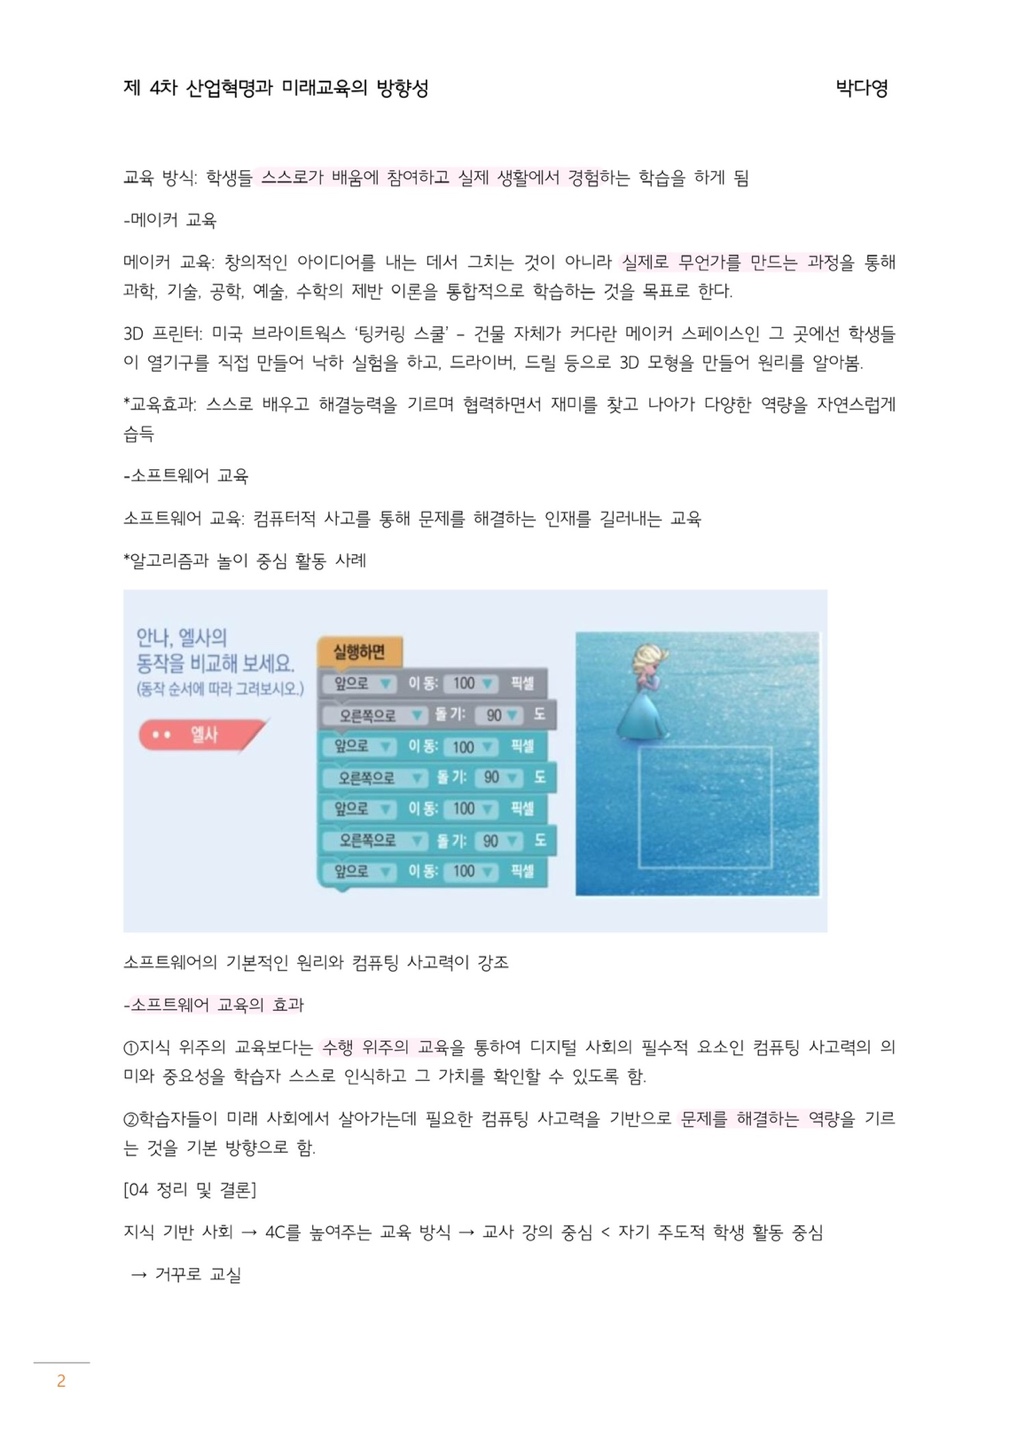 제 4차 산업혁명과 미래교육의 방향성 박다영
교육 방식: 학생들 스스로가 배움에 참여하고 실제 생활에서 경험하는 학습을 하게 됨
-메이커 교육
메이커 교육: 창의적인 아이디어를 내는 데서 그치는 것이 아니라 실제로 무언가를 만드는 과정을 통해
과학, 기술, 공학, 예술, 수학의 제반 이론을 통합적으로 학습하는 것을 목표로 한다.
3D 프린터: 미국 브라이트웍스 ‘팅커링 스쿨’ – 건물 자체가 커다란 메이커 스페이스인 그 곳에선 학생들
이 열기구를 직접 만들어 낙하 실험을 하고, 드라이버, 드릴 등으로 3D 모형을 만들어 원리를 알아봄.
*교육효과: 스스로 배우고 해결능력을 기르며 협력하면서 재미를 찾고 나아가 다양한 역량을 자연스럽게
습득
-소프트웨어 교육
소프트웨어 교육: 컴퓨터적 사고를 통해 문제를 해결하는 인재를 길러내는 교육
*알고리즘과 놀이 중심 활동 사례
안나, 엘사의
동작을 비교해 보세요.
(동작 순서에 따라 그려보시오.)
엘사
실행하면
앞으로 이동: 100 픽셀
오른쪽으로 돌기: 90 도
앞으로 이동: 100 픽셀
오른쪽으로 돌기: 90 도
앞으로 이동: 100 픽셀
오른쪽으로 돌기: 90 도
앞으로 이동: 100 픽셀
소프트웨어의 기본적인 원리와 컴퓨팅 사고력이 강조
-소프트웨어 교육의 효과
①지식 위주의 교육보다는 수행 위주의 교육을 통하여 디지털 사회의 필수적 요소인 컴퓨팅 사고력의 의
미와 중요성을 학습자 스스로 인식하고 그 가치를 확인할 수 있도록 함.
②학습자들이 미래 사회에서 살아가는데 필요한 컴퓨팅 사고력을 기반으로 문제를 해결하는 역량을 기르
는 것을 기본 방향으로 함.
[04 정리 및 결론]
지식 기반 사회 → 4C를 높여주는 교육 방식 → 교사 강의 중심 < 자기 주도적 학생 활동 중심
→ 거꾸로 교실
2